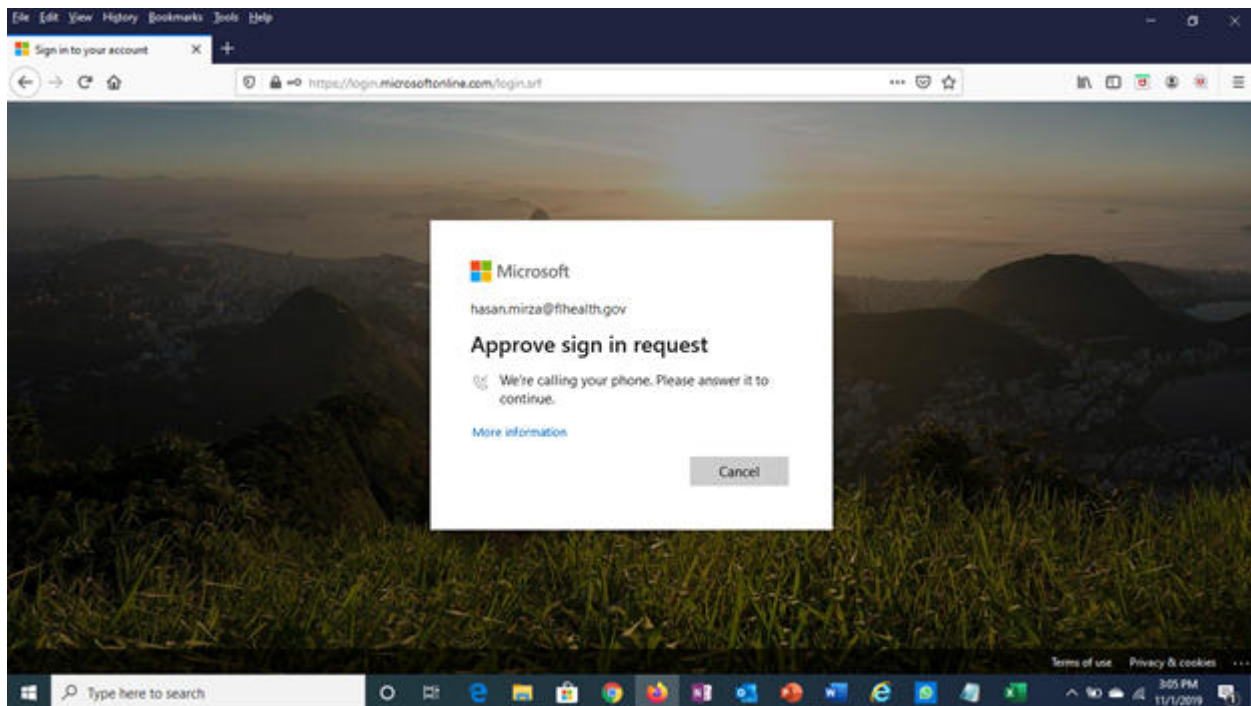 File Edit View History Bookmarks Tools Help
Sign in to your account
https://login.microsoftonline.com/login.srf
Microsoft
hasan.mirza@flhealth.gov
Approve sign in request
We're calling your phone. Please answer it to
continue.
More information
Cancel
Terms of use Privacy & cookies
Type here to search
3:05 PM
11/1/2019